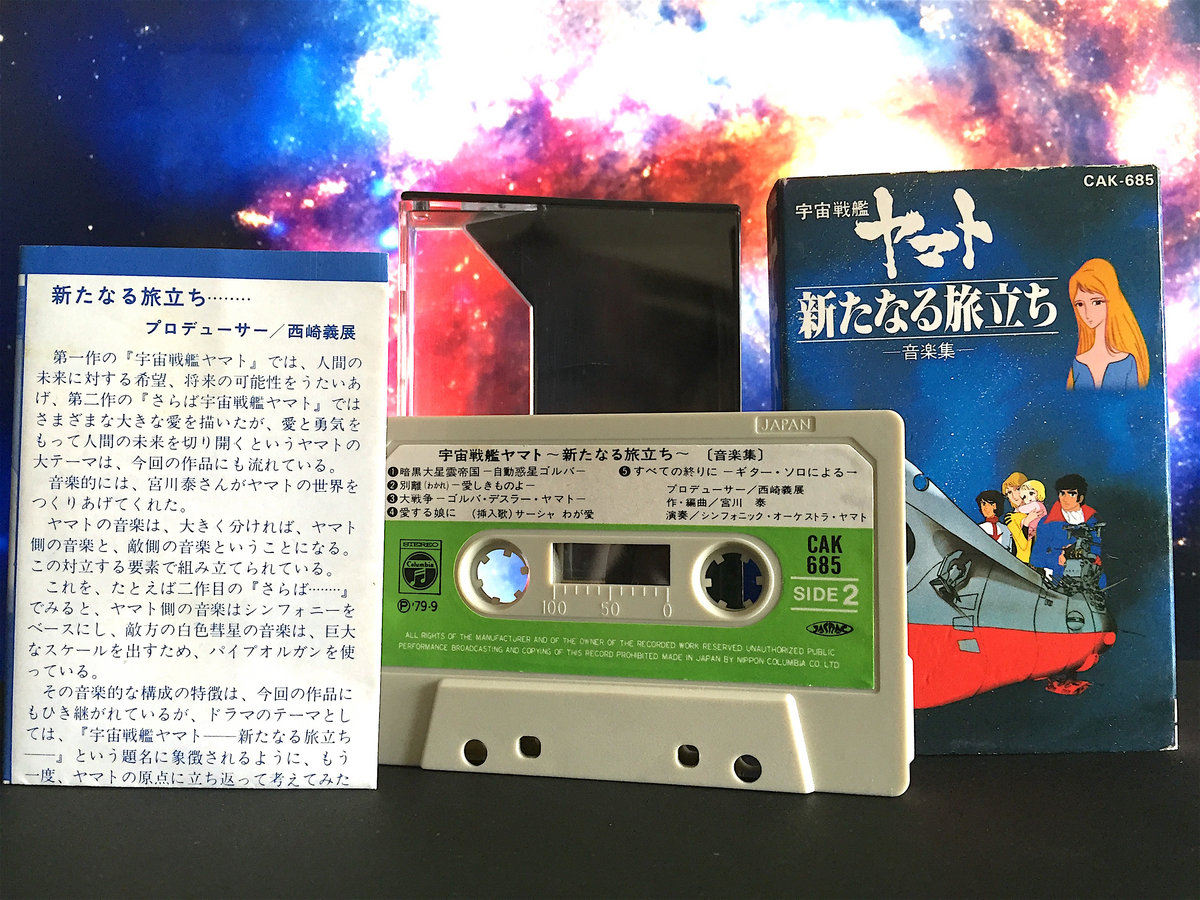 新たなる旅立ち………
プロデューサー／西崎義展
第一作の『宇宙戦艦ヤマト』では、人間の
未来に対する希望、将来の可能性をうたいあ
げ、第二作の『さらば宇宙戦艦ヤマト』では
さまざまな大きな愛を描いたが、愛と勇気を
もって人間の未来を切り開くというヤマトの
大テーマは、今回の作品にも流れている。
音楽的には、宮川泰さんがヤマトの世界を
つくりあげてくれた。
ヤマトの音楽は、大きく分ければ、ヤマト
側の音楽と、敵側の音楽ということになる。
この対立する要素で組み立てられている。
これを、たとえば二作目の『さらば………』
でみると、ヤマト側の音楽はシンフォニーを
ベースにし、敵方の白色彗星の音楽は、巨大
なスケールを出すため、パイプオルガンを使
っている。
その音楽的な構成の特徴は、今回の作品に
もひき継がれているが、ドラマのテーマとし
ては、『宇宙戦艦ヤマト――新たなる旅立ち
――』という題名に象徴されるように、もう
一度、ヤマトの原点に立ち返って考えてみた
JAPAN
宇宙戦艦ヤマト～新たなる旅立ち～ 〔音楽集〕
❶暗黒大星雲帝国－自動惑星ゴルバ－
❷別離(わかれ)－愛しきものよ－
❸大戦争－ゴルバ・デスラー・ヤマト－
❹愛する娘に (挿入歌)サーシャ わが愛
❺すべての終りに－ギター・ソロによる－
プロデューサー／西崎義展
作・編曲／宮川 泰
演奏／シンフォニック・オーケストラ・ヤマト
STEREO
Columbia
Ⓟ'79·9
100 50 0
CAK
685
SIDE 2
ALL RIGHTS OF THE MANUFACTURER AND OF THE OWNER OF THE RECORDED WORK RESERVED UNAUTHORIZED PUBLIC
PERFORMANCE BROADCASTING AND COPYING OF THIS RECORD PROHIBITED MADE IN JAPAN BY NIPPON COLUMBIA CO. LTD
CAK-685
宇宙戦艦
ヤマト
新たなる旅立ち
―音楽集―